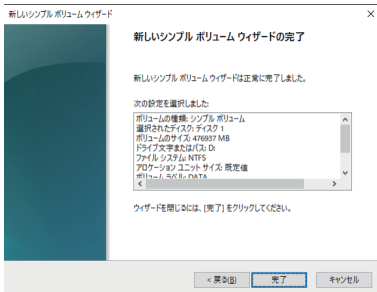 新しいシンプル ボリューム ウィザード
新しいシンプル ボリューム ウィザードの完了
新しいシンプル ボリューム ウィザードは正常に完了しました。
次の設定を選択しました:
ボリュームの種類: シンプル ボリューム
選択されたディスク: ディスク 1
ボリュームのサイズ: 476937 MB
ドライブ文字またはパス: D:
ファイル システム: NTFS
アロケーション ユニット サイズ: 既定値
ボリューム ラベル: DATA
ウィザードを閉じるには、[完了] をクリックしてください。
< 戻る(B) 完了 キャンセル